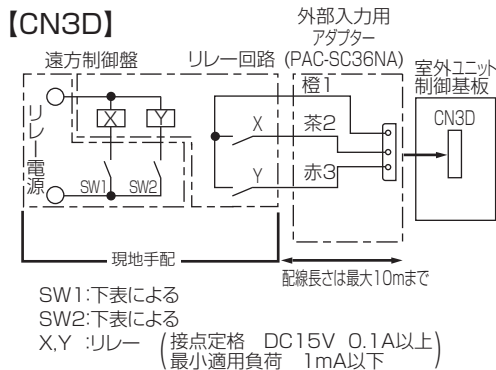 【CN3D】
外部入力用
アダプター
(PAC-SC36NA)
遠方制御盤
リレー回路
室外ユニット
制御基板
リレー電源
X
Y
SW1
SW2
X
Y
橙1
茶2
赤3
CN3D
現地手配
配線長さは最大10mまで
SW1:下表による
SW2:下表による
X,Y :リレー (接点定格 DC15V 0.1A以上
最小適用負荷 1mA以下)